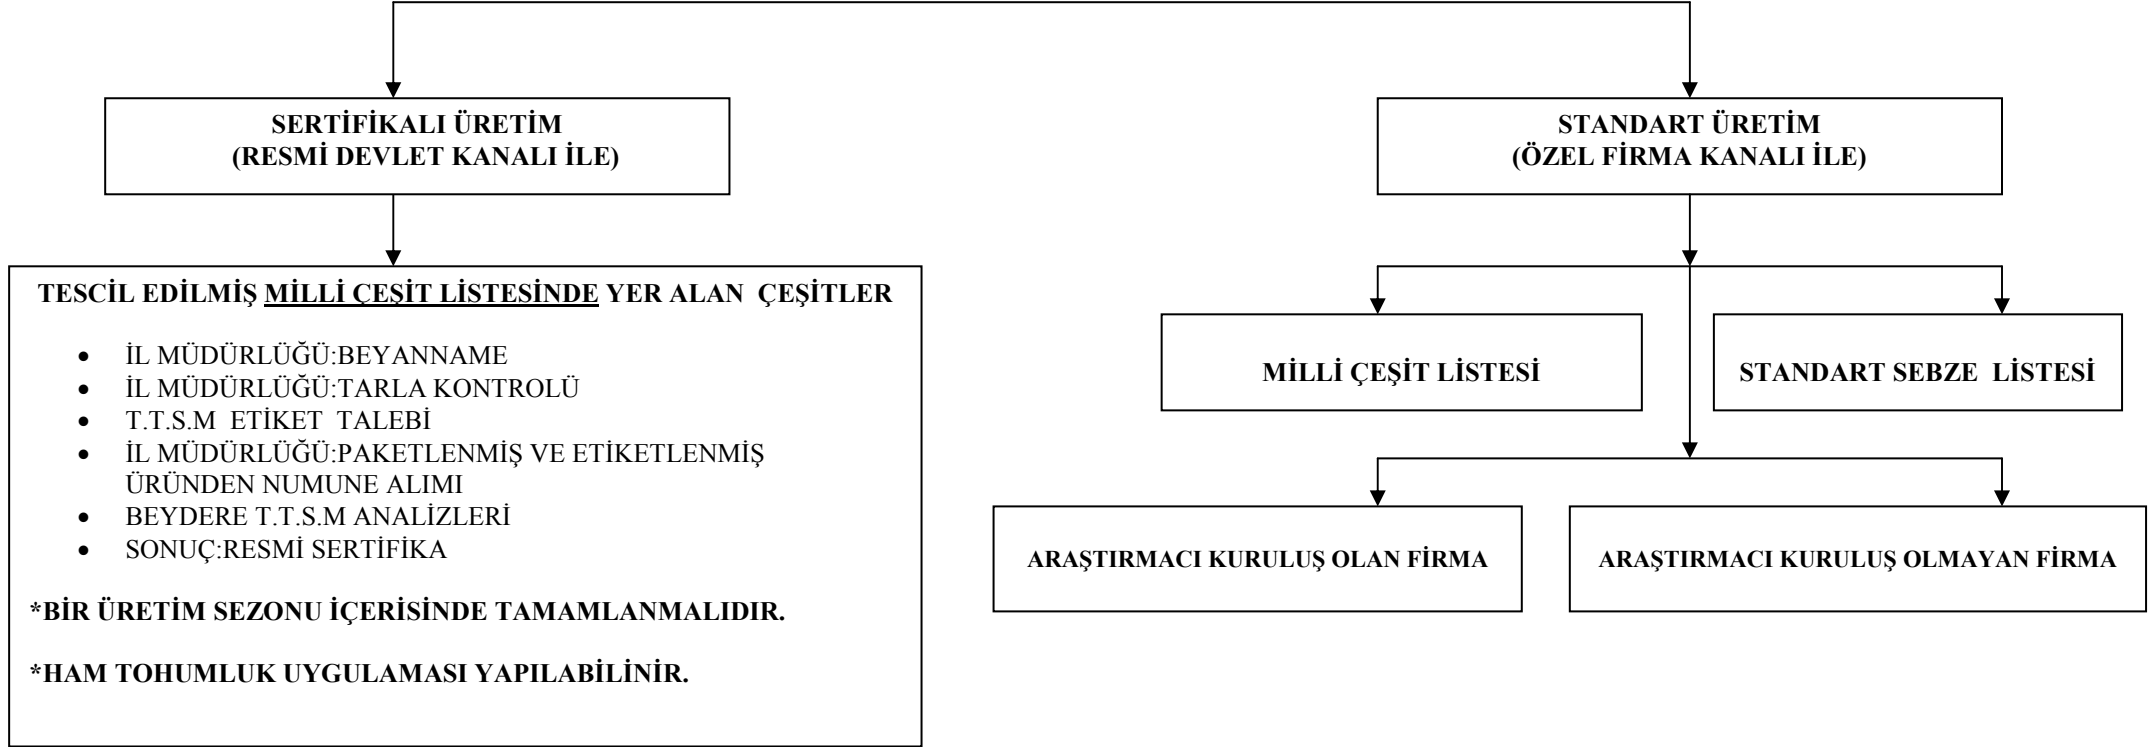 SERTİFİKALI ÜRETİM
(RESMİ DEVLET KANALI İLE)
STANDART ÜRETİM
(ÖZEL FİRMA KANALI İLE)
TESCİL EDİLMİŞ MİLLİ ÇEŞİT LİSTESİNDE YER ALAN  ÇEŞİTLER
• İL MÜDÜRLÜĞÜ:BEYANNAME
• İL MÜDÜRLÜĞÜ:TARLA KONTROLÜ
• T.T.S.M  ETİKET  TALEBİ
• İL MÜDÜRLÜĞÜ:PAKETLENMİŞ VE ETİKETLENMİŞ
ÜRÜNDEN NUMUNE ALIMI
• BEYDERE T.T.S.M ANALİZLERİ
• SONUÇ:RESMİ SERTİFİKA
*BİR ÜRETİM SEZONU İÇERİSİNDE TAMAMLANMALIDIR.
*HAM TOHUMLUK UYGULAMASI YAPILABİLİNİR.
MİLLİ ÇEŞİT LİSTESİ
STANDART SEBZE  LİSTESİ
ARAŞTIRMACI KURULUŞ OLAN FİRMA
ARAŞTIRMACI KURULUŞ OLMAYAN FİRMA